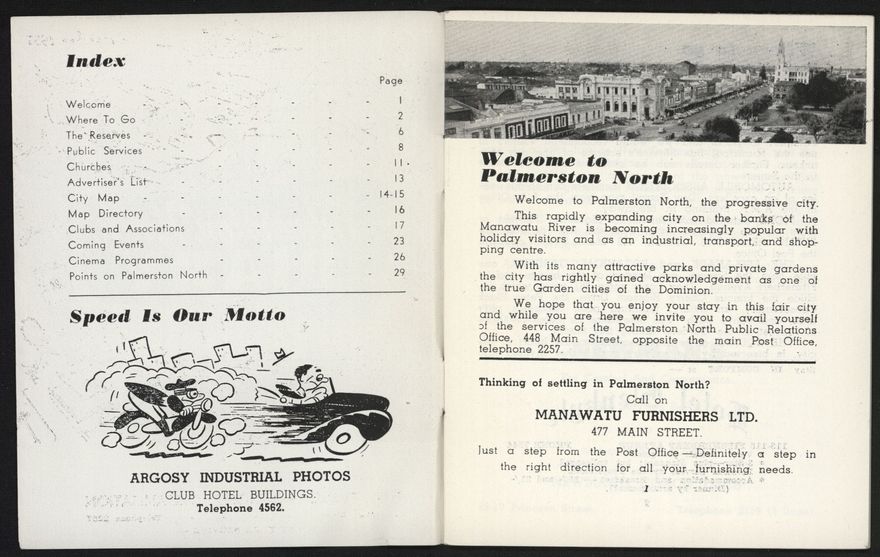 Index
Page
Welcome - - - - - - 1
Where To Go - - - - - - 2
The Reserves - - - - - - 6
Public Services - - - - - - 8
Churches - - - - - - 11
Advertiser's List - - - - - - 13
City Map - - - - - - 14-15
Map Directory - - - - - 16
Clubs and Associations - - - - - 17
Coming Events - - - - - 23
Cinema Programmes - - - - - 26
Points on Palmerston North - - - - - 29
Speed Is Our Motto
ARGOSY INDUSTRIAL PHOTOS
CLUB HOTEL BUILDINGS.
Telephone 4562.
Welcome to
Palmerston North
Welcome to Palmerston North, the progressive city.
This rapidly expanding city on the banks of the
Manawatu River is becoming increasingly popular with
holiday visitors and as an industrial, transport, and shop-
ping centre.
With its many attractive parks and private gardens
the city has rightly gained acknowledgement as one of
the true Garden cities of the Dominion.
We hope that you enjoy your stay in this fair city
and while you are here we invite you to avail yourself
of the services of the Palmerston North Public Relations
Office, 448 Main Street, opposite the main Post Office,
telephone 2257.
Thinking of settling in Palmerston North?
Call on
MANAWATU FURNISHERS LTD.
477 MAIN STREET.
Just a step from the Post Office — Definitely a step in
the right direction for all your furnishing needs.
1